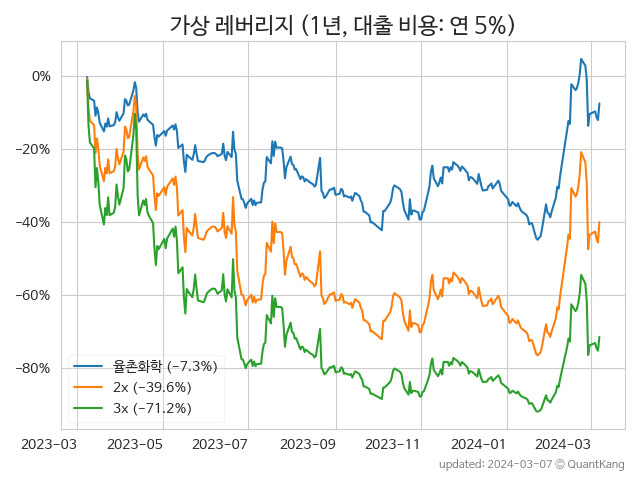 가상 레버리지 (1년, 대출 비용: 연 5%)
0%
−20%
−40%
−60%
−80%
율촌화학 (−7.3%)
2x (−39.6%)
3x (−71.2%)
2023−03 2023−05 2023−07 2023−09 2023−11 2024−01 2024−03
updated: 2024−03−07 © QuantKang